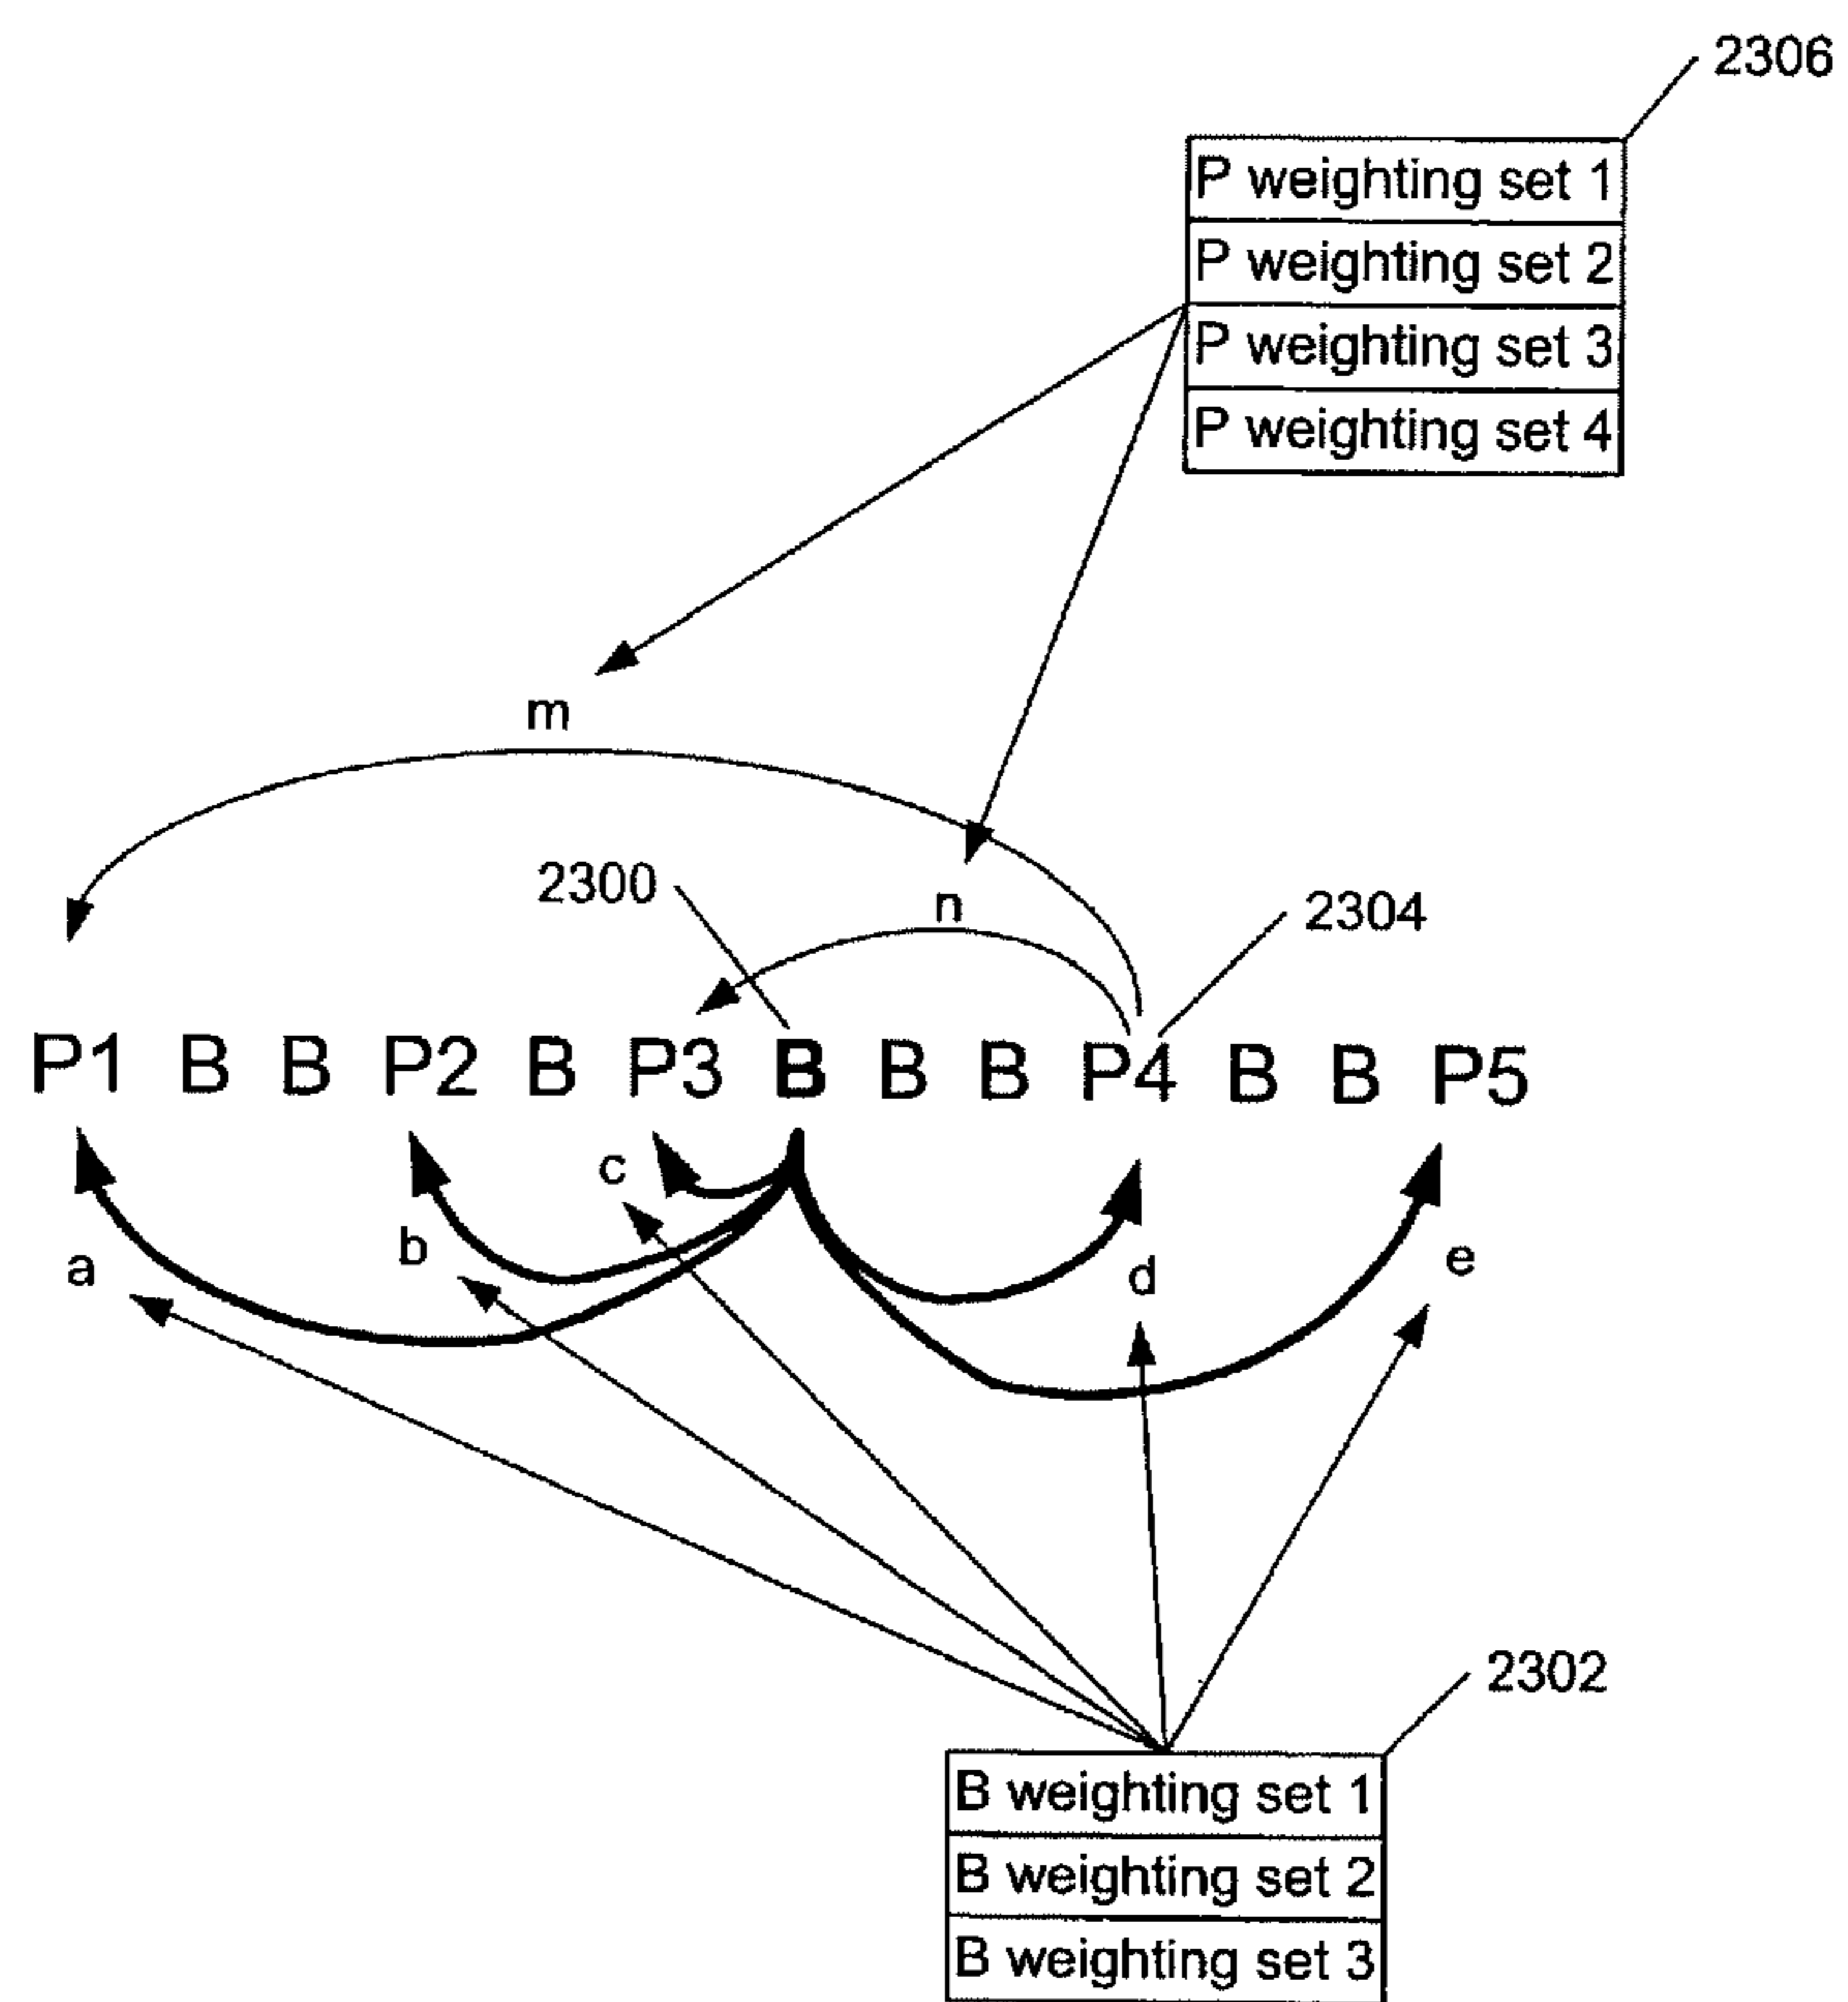 2306
P weighting set 1
P weighting set 2
P weighting set 3
P weighting set 4
m
2300
n
2304
P1 B B P2 B P3 B B B P4 B B P5
c
b
a
d
e
2302
B weighting set 1
B weighting set 2
B weighting set 3